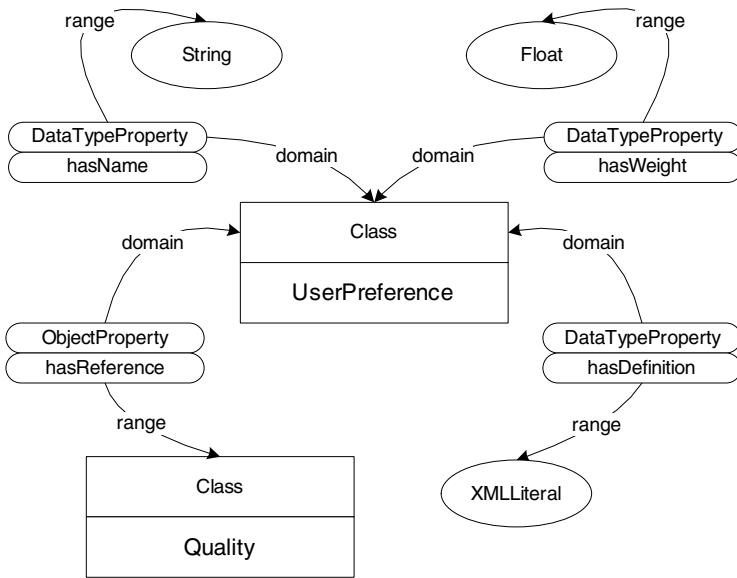 range
String
Float
range
DataTypeProperty
hasName
domain
domain
DataTypeProperty
hasWeight
Class
UserPreference
domain
domain
ObjectProperty
hasReference
DataTypeProperty
hasDefinition
range
range
Class
Quality
XMLLiteral